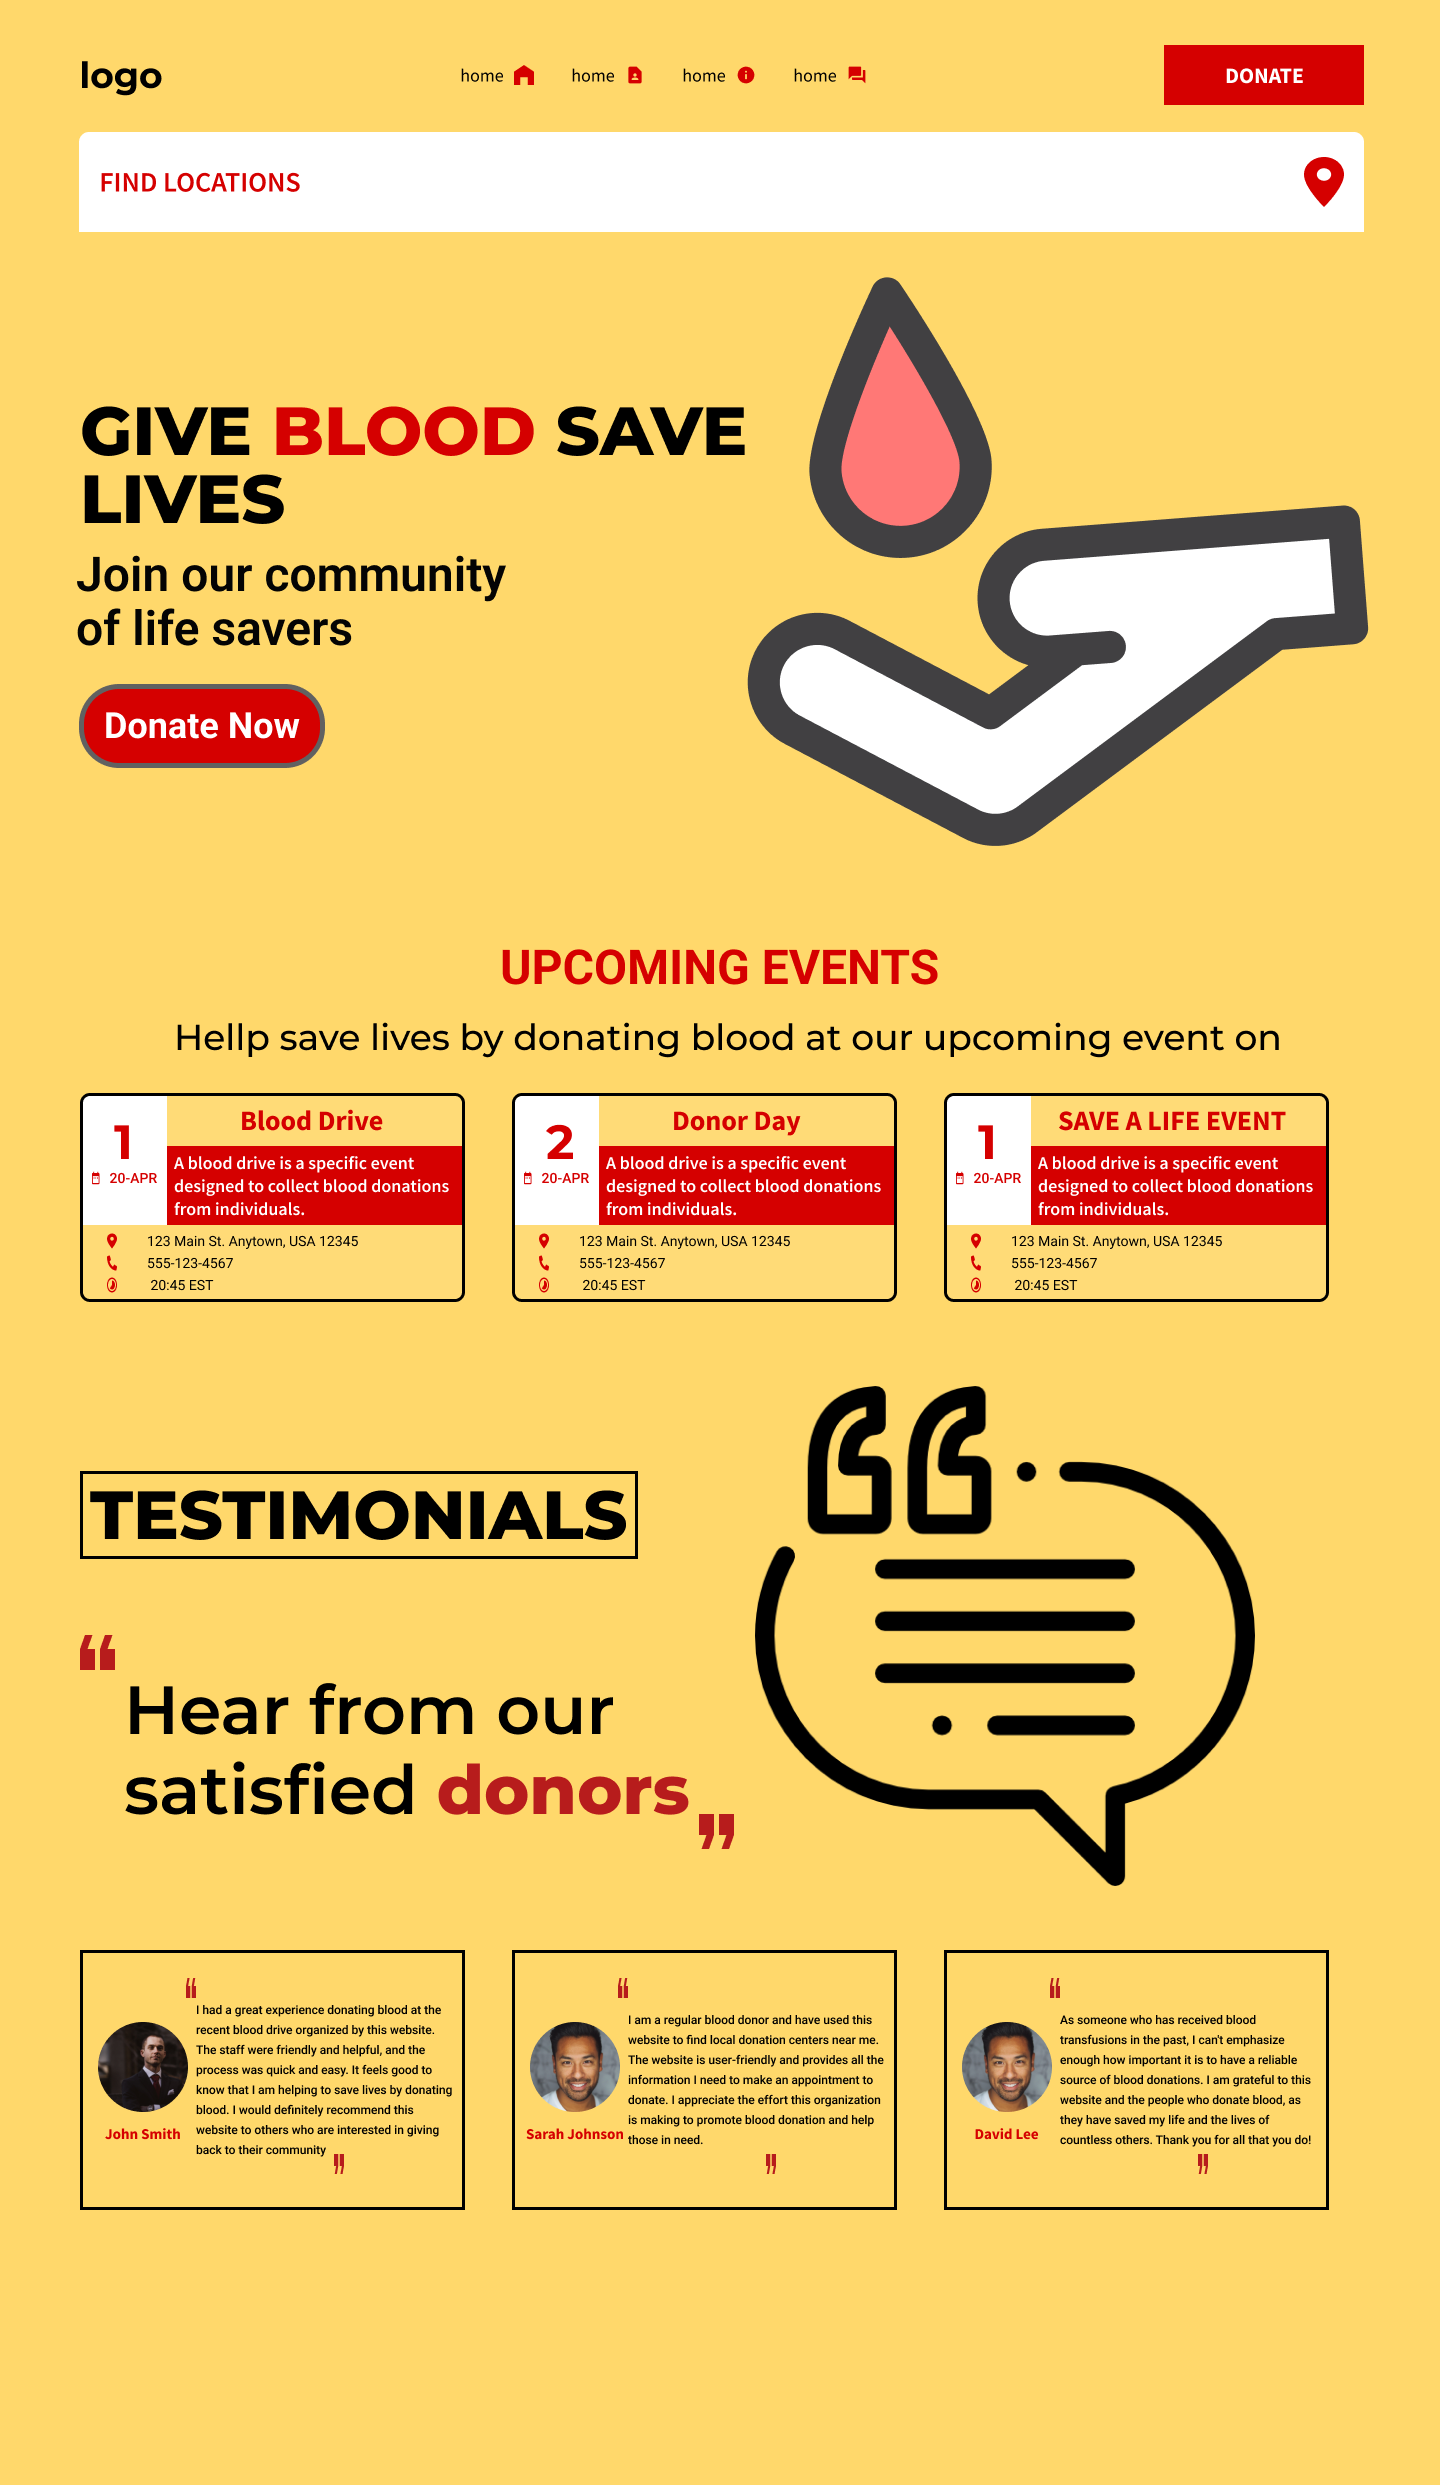 logo
home home home home
DONATE
FIND LOCATIONS
GIVE BLOOD SAVE
LIVES
Join our community
of life savers
Donate Now
UPCOMING EVENTS
Hellp save lives by donating blood at our upcoming event on
1
20-APR
Blood Drive
A blood drive is a specific event
designed to collect blood donations
from individuals.
123 Main St. Anytown, USA 12345
555-123-4567
20:45 EST
2
20-APR
Donor Day
A blood drive is a specific event
designed to collect blood donations
from individuals.
123 Main St. Anytown, USA 12345
555-123-4567
20:45 EST
1
20-APR
SAVE A LIFE EVENT
A blood drive is a specific event
designed to collect blood donations
from individuals.
123 Main St. Anytown, USA 12345
555-123-4567
20:45 EST
TESTIMONIALS
“
Hear from our
satisfied donors
”
“
I had a great experience donating blood at the
recent blood drive organized by this website.
The staff were friendly and helpful, and the
process was quick and easy. It feels good to
know that I am helping to save lives by donating
blood. I would definitely recommend this
website to others who are interested in giving
back to their community
”
John Smith
“
I am a regular blood donor and have used this
website to find local donation centers near me.
The website is user-friendly and provides all the
information I need to make an appointment to
donate. I appreciate the effort this organization
is making to promote blood donation and help
those in need.
”
Sarah Johnson
“
As someone who has received blood
transfusions in the past, I can't emphasize
enough how important it is to have a reliable
source of blood donations. I am grateful to this
website and the people who donate blood, as
they have saved my life and the lives of
countless others. Thank you for all that you do!
”
David Lee